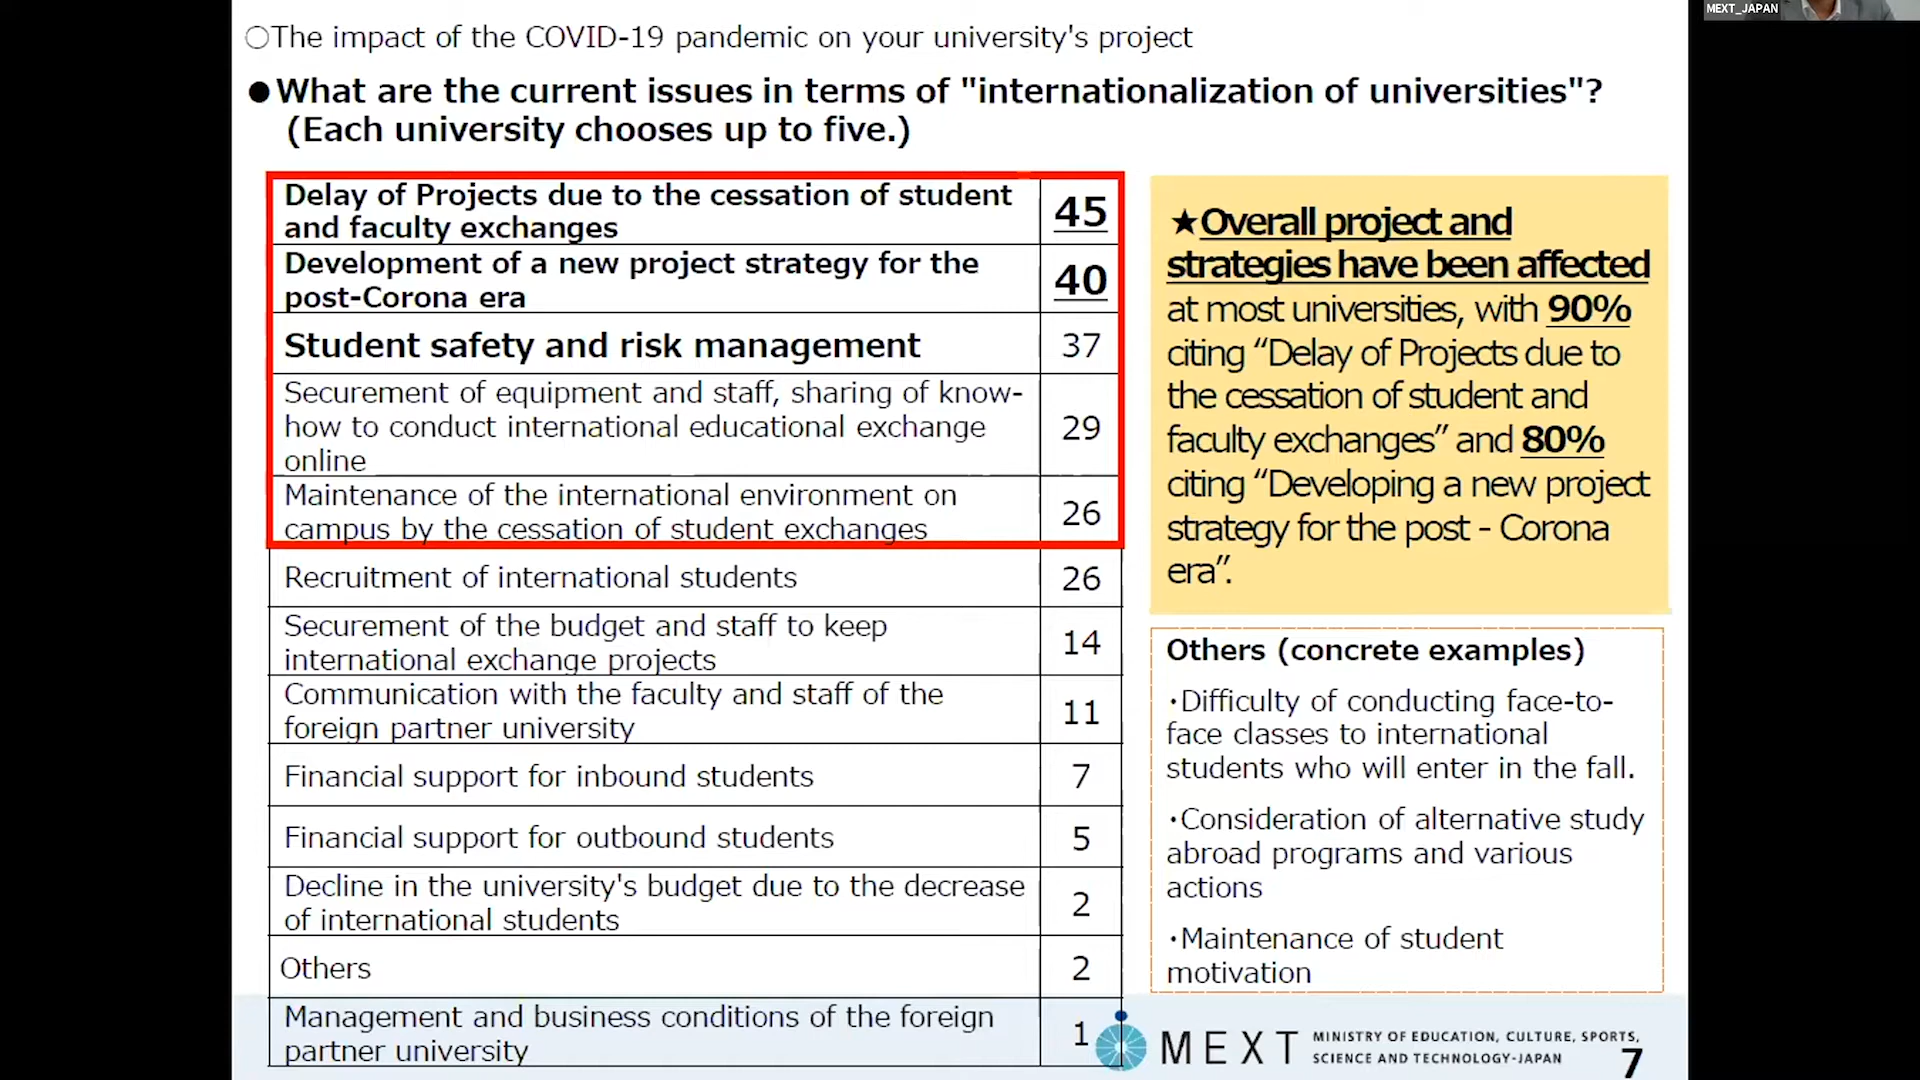 ○The impact of the COVID-19 pandemic on your university's project
●What are the current issues in terms of "internationalization of universities"?
(Each university chooses up to five.)
Delay of Projects due to the cessation of student
and faculty exchanges
45
Development of a new project strategy for the
post-Corona era
40
Student safety and risk management
37
Securement of equipment and staff, sharing of know-
how to conduct international educational exchange
online
29
Maintenance of the international environment on
campus by the cessation of student exchanges
26
Recruitment of international students
26
Securement of the budget and staff to keep
international exchange projects
14
Communication with the faculty and staff of the
foreign partner university
11
Financial support for inbound students
7
Financial support for outbound students
5
Decline in the university's budget due to the decrease
of international students
2
Others
2
Management and business conditions of the foreign
partner university
1
★Overall project and
strategies have been affected
at most universities, with 90%
citing “Delay of Projects due to
the cessation of student and
faculty exchanges” and 80%
citing “Developing a new project
strategy for the post - Corona
era”.
Others (concrete examples)
・Difficulty of conducting face-to-
face classes to international
students who will enter in the fall.
・Consideration of alternative study
abroad programs and various
actions
・Maintenance of student
motivation
MEXT
MINISTRY OF EDUCATION, CULTURE, SPORTS,
SCIENCE AND TECHNOLOGY-JAPAN
7
MEXT_JAPAN